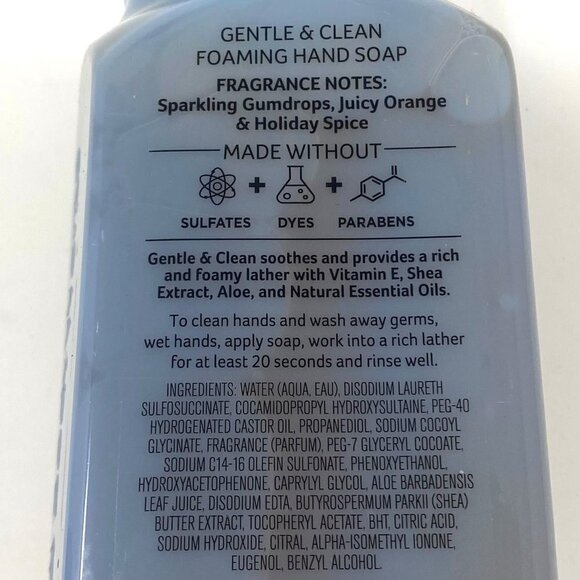 GENTLE & CLEAN
FOAMING HAND SOAP
FRAGRANCE NOTES:
Sparkling Gumdrops, Juicy Orange
& Holiday Spice
MADE WITHOUT
+ +
SULFATES DYES PARABENS
Gentle & Clean soothes and provides a rich
and foamy lather with Vitamin E, Shea
Extract, Aloe, and Natural Essential Oils.
To clean hands and wash away germs,
wet hands, apply soap, work into a rich lather
for at least 20 seconds and rinse well.
INGREDIENTS: WATER (AQUA, EAU), DISODIUM LAURETH
SULFOSUCCINATE, COCAMIDOPROPYL HYDROXYSULTAINE, PEG-40
HYDROGENATED CASTOR OIL, PROPANEDIOL, SODIUM COCOYL
GLYCINATE, FRAGRANCE (PARFUM), PEG-7 GLYCERYL COCOATE,
SODIUM C14-16 OLEFIN SULFONATE, PHENOXYETHANOL,
HYDROXYACETOPHENONE, CAPRYLYL GLYCOL, ALOE BARBADENSIS
LEAF JUICE, DISODIUM EDTA, BUTYROSPERMUM PARKII (SHEA)
BUTTER EXTRACT, TOCOPHERYL ACETATE, BHT, CITRIC ACID,
SODIUM HYDROXIDE, CITRAL, ALPHA-ISOMETHYL IONONE,
EUGENOL, BENZYL ALCOHOL.